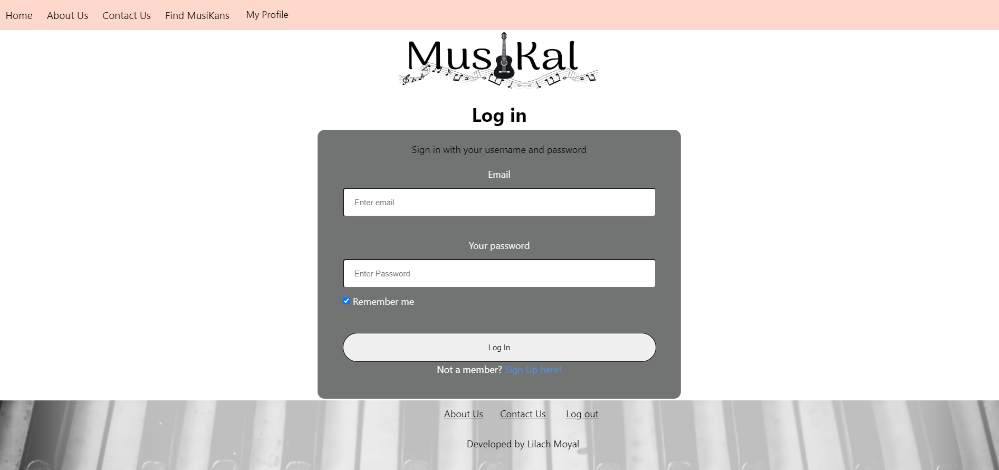 Home About Us Contact Us Find MusiKans My Profile
MusiKal
Log in
Sign in with your username and password
Email
Enter email
Your password
Enter Password
Remember me
Log In
Not a member? Sign Up here!
About Us Contact Us Log out
Developed by Lilach Moyal